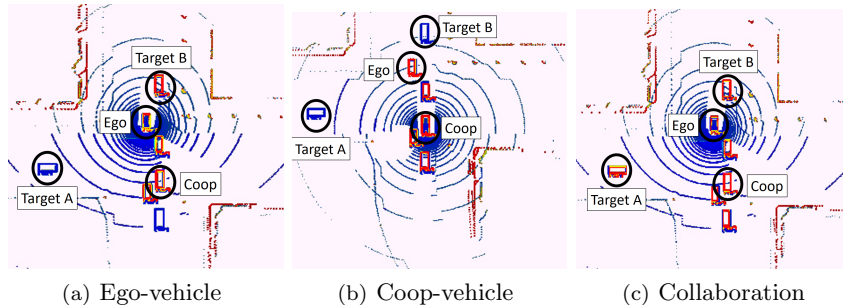 Target B
Ego
Target A
Coop
(a) Ego-vehicle
Target B
Ego
Target A
Coop
(b) Coop-vehicle
Target B
Ego
Target A
Coop
(c) Collaboration